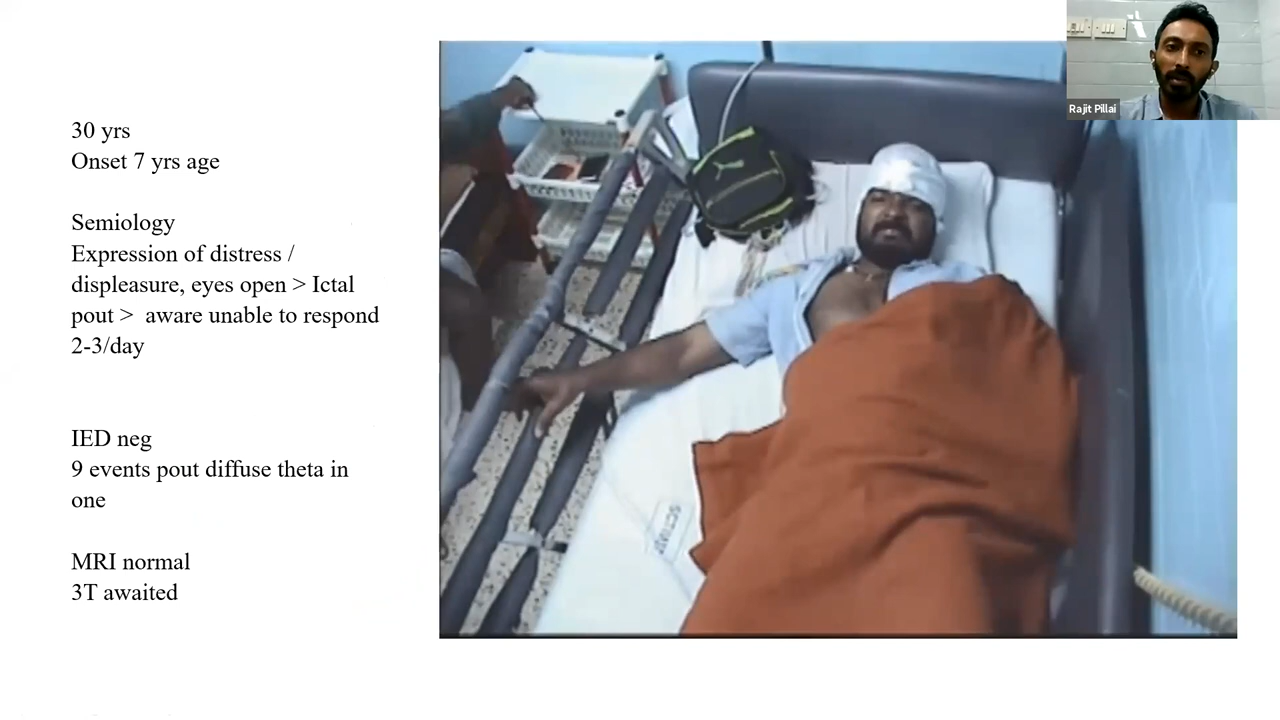 30 yrs
Onset 7 yrs age
Semiology
Expression of distress /
displeasure, eyes open > Ictal
pout > aware unable to respond
2-3/day
IED neg
9 events pout diffuse theta in
one
MRI normal
3T awaited
Rajit Pillai